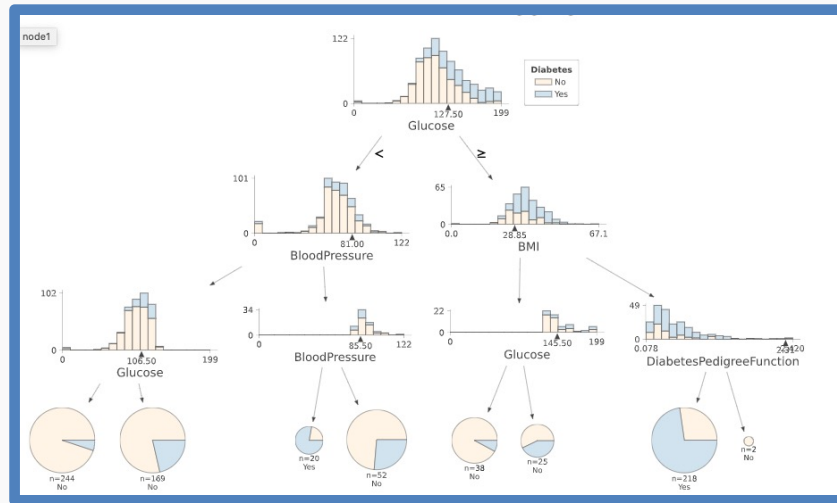 node1
122
0
0
127.50
199
Glucose
Diabetes
No
Yes
<
≥
101
0
0
81.00
122
BloodPressure
65
0
0.0
28.85
67.1
BMI
102
0
0
106.50
199
Glucose
34
0
0
85.50
122
BloodPressure
22
0
0
145.50
199
Glucose
49
0
0.078
DiabetesPedigreeFunction
n=244
No
n=169
No
n=20
Yes
n=52
No
n=38
No
n=25
No
n=218
Yes
n=2
No